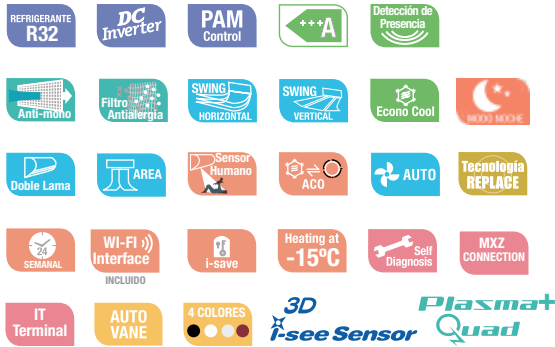 REFRIGERANTE
R32
DC
Inverter
PAM
Control
+++A
Detección de
Presencia
Anti-moho
Filtro
Antialergia
SWING
HORIZONTAL
SWING
VERTICAL
Econo Cool
MODO NOCHE
Doble Lama
AREA
Sensor
Humano
ACO
AUTO
Tecnología
REPLACE
24
SEMANAL
WI-FI
Interface
INCLUIDO
i-save
Heating at
-15ºC
Self
Diagnosis
MXZ
CONNECTION
IT
Terminal
AUTO
VANE
4 COLORES
3D
i-see Sensor
Plasma+
Quad